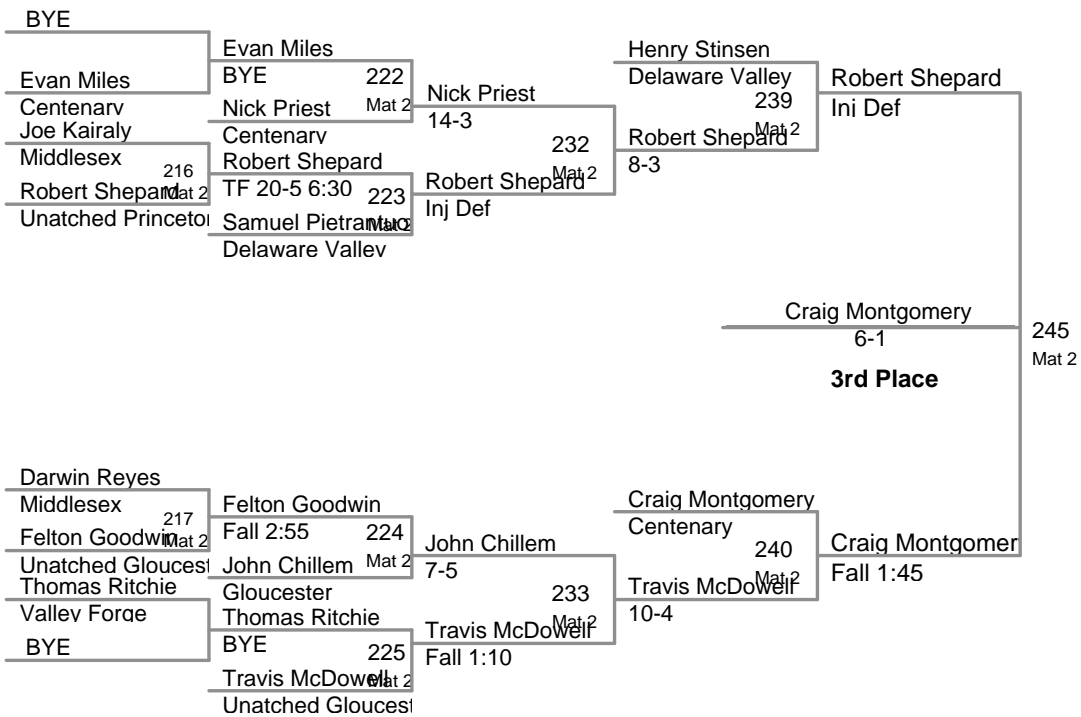 BYE
Evan Miles
Centenary
Joe Kairaly
Middlesex
216
Mat 2
Robert Shepard
Unatched Princeton
Evan Miles
BYE
222
Mat 2
Nick Priest
Centenary
Robert Shepard
TF 20-5 6:30
223
Mat 2
Samuel Pietrantuo
Delaware Valley
Nick Priest
14-3
232
Mat 2
Robert Shepard
Inj Def
Henry Stinsen
Delaware Valley
239
Mat 2
Robert Shepard
8-3
Robert Shepard
Inj Def
Craig Montgomery
6-1
3rd Place
245
Mat 2
Darwin Reyes
Middlesex
217
Mat 2
Felton Goodwin
Unatched Gloucest
Thomas Ritchie
Valley Forge
BYE
Felton Goodwin
Fall 2:55
224
Mat 2
John Chillem
Gloucester
Thomas Ritchie
BYE
225
Mat 2
Travis McDowell
Unatched Gloucest
John Chillem
7-5
233
Mat 2
Travis McDowell
Fall 1:10
Craig Montgomery
Centenary
240
Mat 2
Travis McDowell
10-4
Craig Montgomer
Fall 1:45